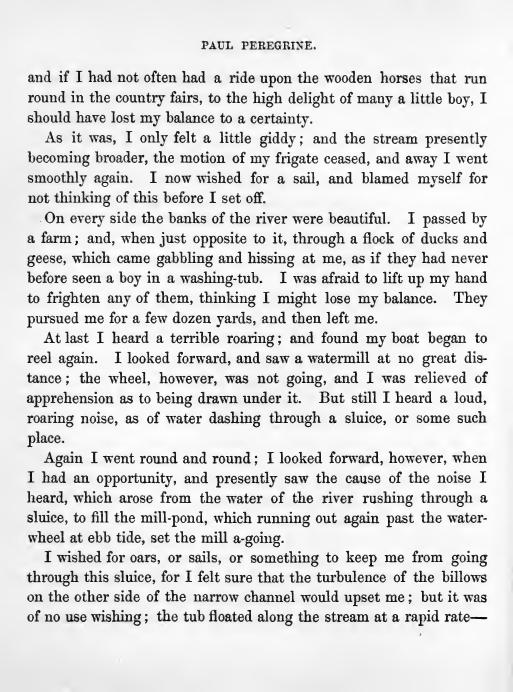 PAUL PEREGRINE.
and if I had not often had a ride upon the wooden horses that run
round in the country fairs, to the high delight of many a little boy, I
should have lost my balance to a certainty.
As it was, I only felt a little giddy; and the stream presently
becoming broader, the motion of my frigate ceased, and away I went
smoothly again. I now wished for a sail, and blamed myself for
not thinking of this before I set off.
On every side the banks of the river were beautiful. I passed by
a farm; and, when just opposite to it, through a flock of ducks and
geese, which came gabbling and hissing at me, as if they had never
before seen a boy in a washing-tub. I was afraid to lift up my hand
to frighten any of them, thinking I might lose my balance. They
pursued me for a few dozen yards, and then left me.
At last I heard a terrible roaring; and found my boat began to
reel again. I looked forward, and saw a watermill at no great dis-
tance; the wheel, however, was not going, and I was relieved of
apprehension as to being drawn under it. But still I heard a loud,
roaring noise, as of water dashing through a sluice, or some such
place.
Again I went round and round; I looked forward, however, when
I had an opportunity, and presently saw the cause of the noise I
heard, which arose from the water of the river rushing through a
sluice, to fill the mill-pond, which running out again past the water-
wheel at ebb tide, set the mill a-going.
I wished for oars, or sails, or something to keep me from going
through this sluice, for I felt sure that the turbulence of the billows
on the other side of the narrow channel would upset me; but it was
of no use wishing; the tub floated along the stream at a rapid rate—